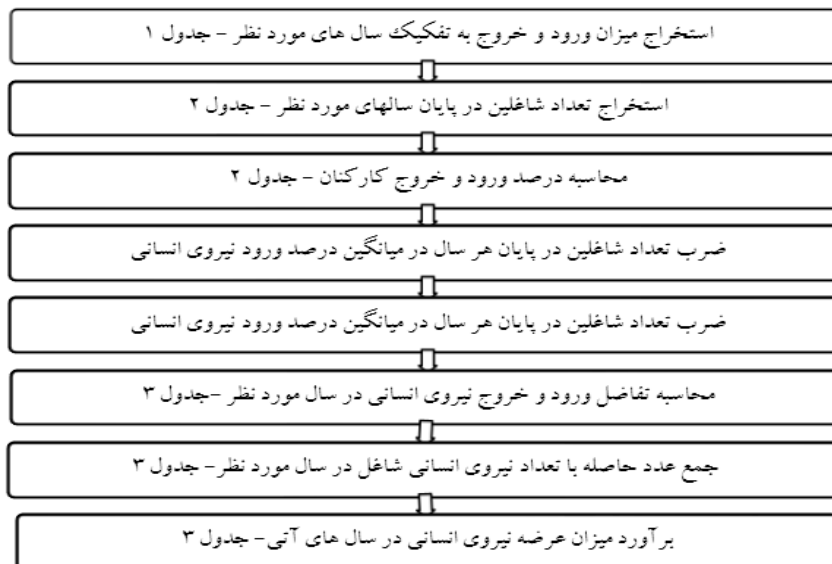 استخراج میزان ورود و خروج به تفکیک سال های مورد نظر – جدول ۱
استخراج تعداد شاغلین در پایان سالهای مورد نظر – جدول ۲
محاسبه درصد ورود و خروج کارکنان – جدول ۲
ضرب تعداد شاغلین در پایان هر سال در میانگین درصد ورود نیروی انسانی
ضرب تعداد شاغلین در پایان هر سال در میانگین درصد ورود نیروی انسانی
محاسبه تفاضل ورود و خروج نیروی انسانی در سال مورد نظر –جدول ۳
جمع عدد حاصله با تعداد نیروی انسانی شاغل در سال مورد نظر– جدول ۳
برآورد میزان عرضه نیروی انسانی در سال های آتی– جدول ۳